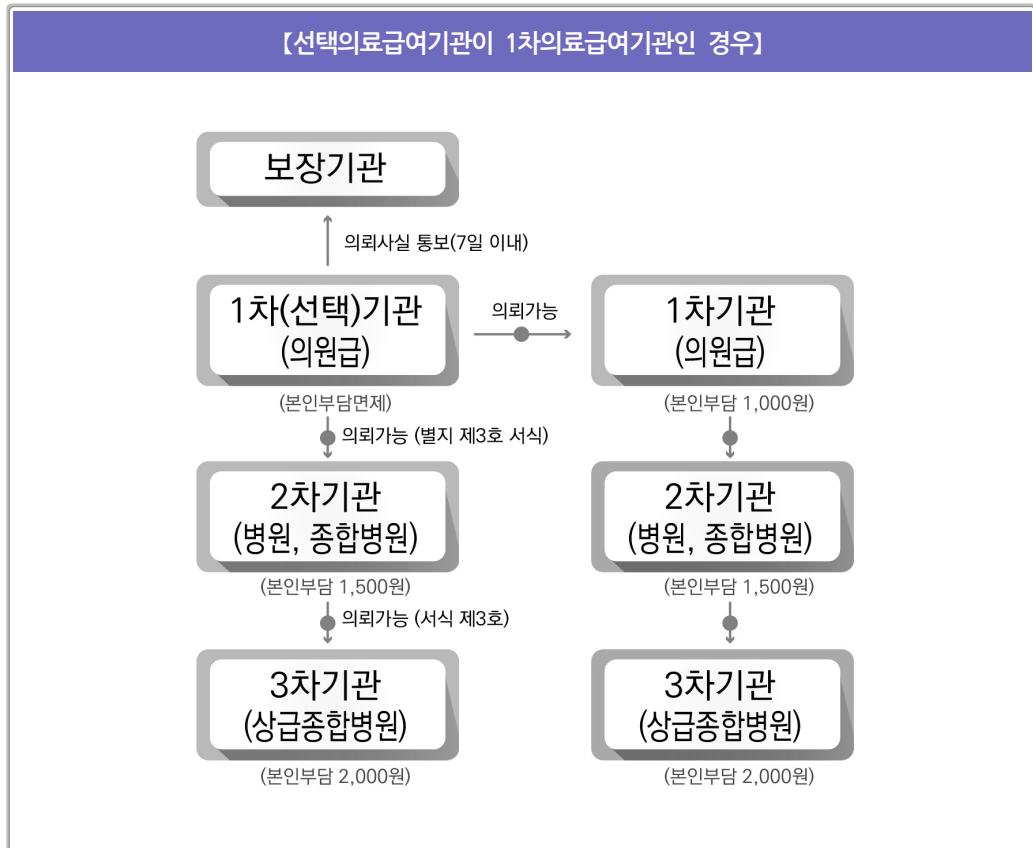 【선택의료급여기관이 1차의료급여기관인 경우】
보장기관
의뢰사실 통보(7일 이내)
1차(선택)기관
(의원급)
의뢰가능
1차기관
(의원급)
(본인부담면제)
(본인부담 1,000원)
의뢰가능 (별지 제3호 서식)
2차기관
(병원, 종합병원)
2차기관
(병원, 종합병원)
(본인부담 1,500원)
(본인부담 1,500원)
의뢰가능 (서식 제3호)
3차기관
(상급종합병원)
3차기관
(상급종합병원)
(본인부담 2,000원)
(본인부담 2,000원)